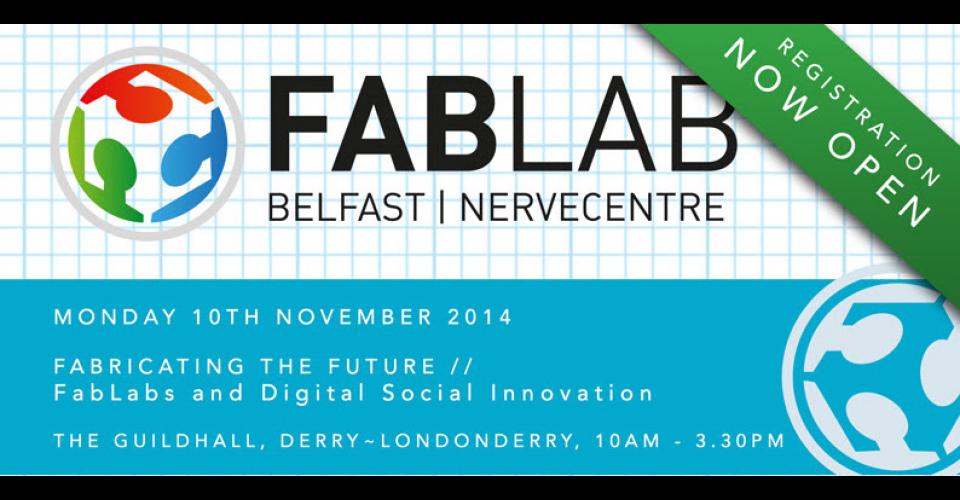 FABLAB
BELFAST | NERVECENTRE
REGISTRATION
NOW OPEN
MONDAY 10TH NOVEMBER 2014
FABRICATING THE FUTURE //
FabLabs and Digital Social Innovation
THE GUILDHALL, DERRY~LONDONDERRY, 10AM - 3.30PM